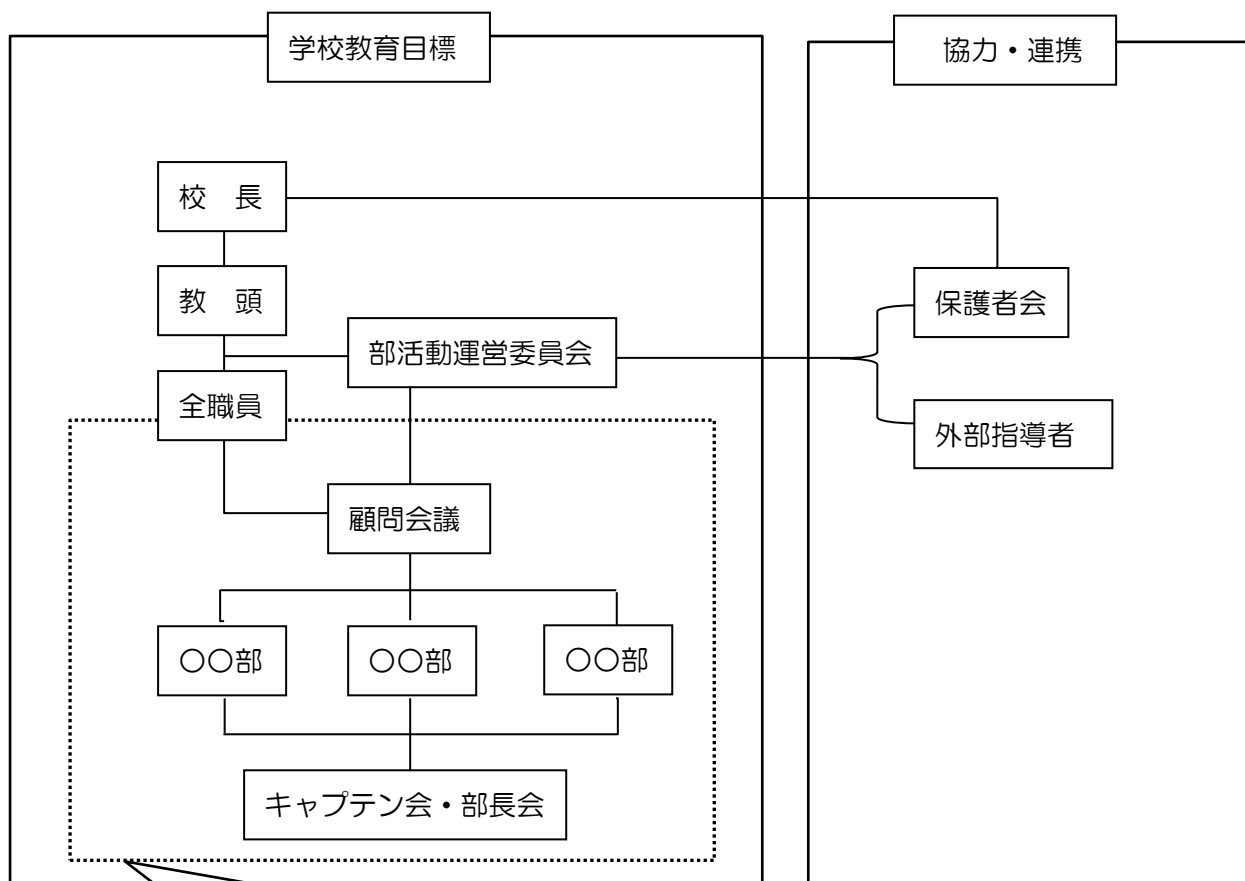 学校教育目標
協力・連携
校　長
教　頭
保護者会
部活動運営委員会
全職員
外部指導者
顧問会議
〇〇部
〇〇部
〇〇部
キャプテン会・部長会